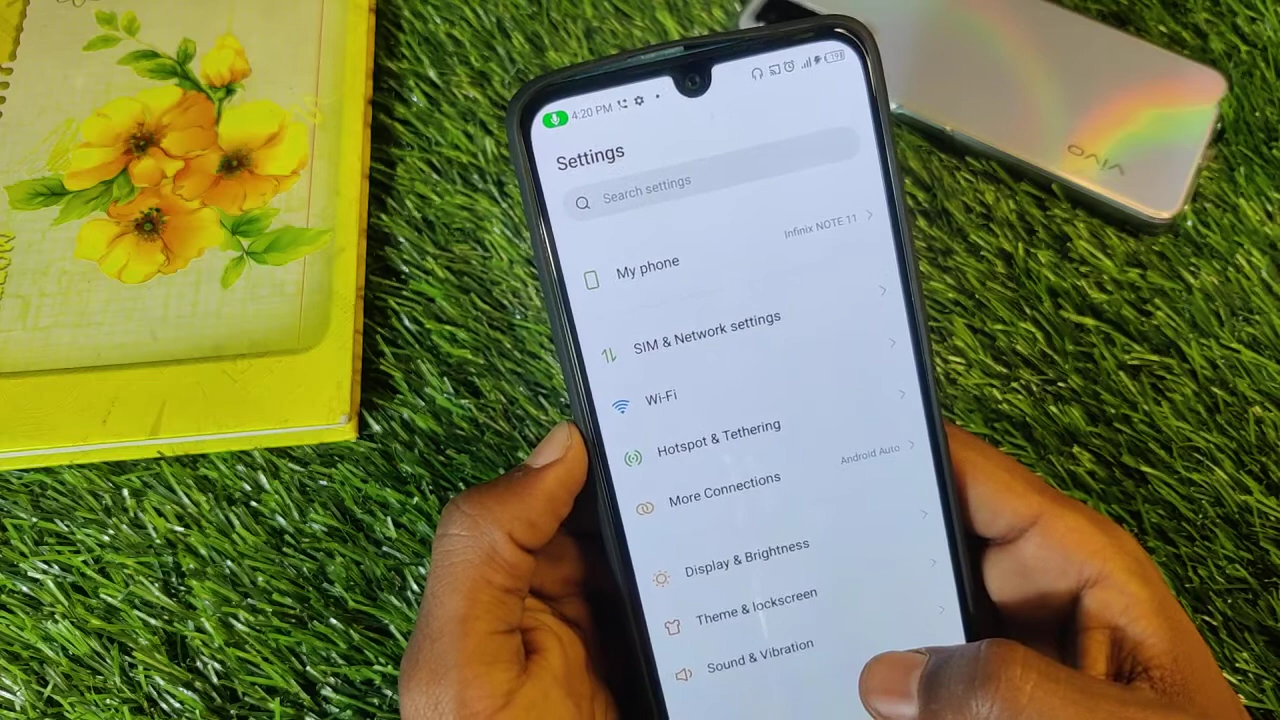 4:20 PM
19
Settings
Search settings
My phone
Infinix NOTE 11
SIM & Network settings
Wi-Fi
Hotspot & Tethering
More Connections
Android Auto
Display & Brightness
Theme & lockscreen
Sound & Vibration
vivo